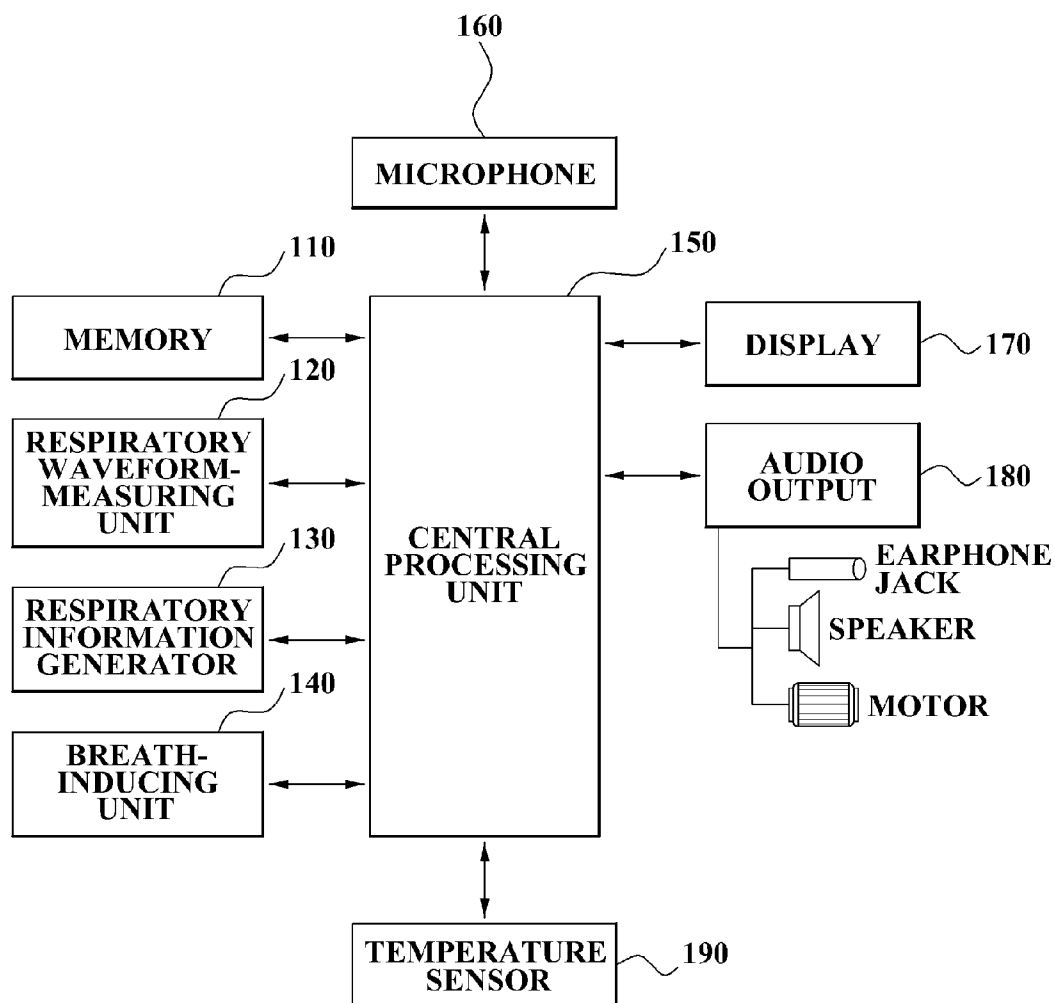 160
MICROPHONE
110
150
MEMORY
DISPLAY
170
120
RESPIRATORY
WAVEFORM-
MEASURING
UNIT
AUDIO
OUTPUT
180
130
CENTRAL
PROCESSING
UNIT
EARPHONE
JACK
RESPIRATORY
INFORMATION
GENERATOR
SPEAKER
140
MOTOR
BREATH-
INDUCING
UNIT
TEMPERATURE
SENSOR
190